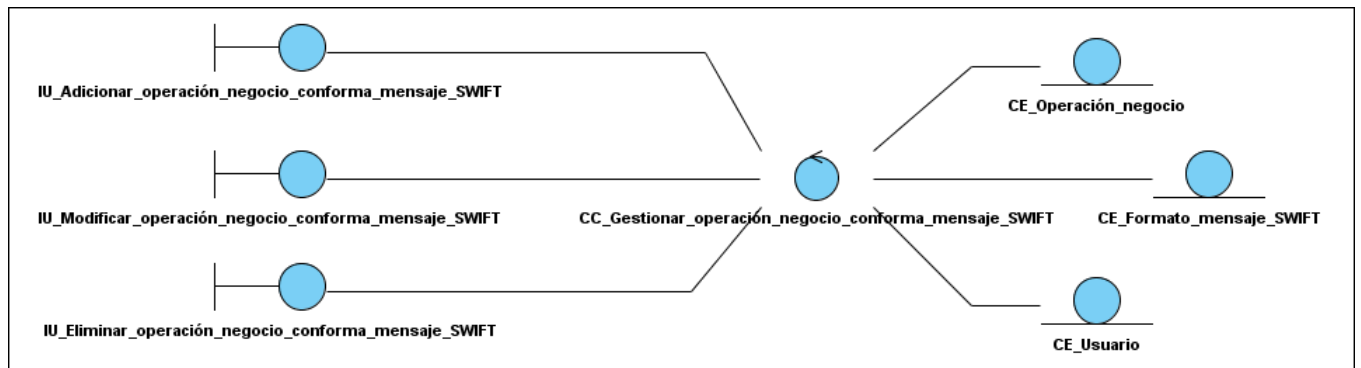 IU_Adicionar_operación_negocio_conforma_mensaje_SWIFT
CE_Operación_negocio
IU_Modificar_operación_negocio_conforma_mensaje_SWIFT
CC_Gestionar_operación_negocio_conforma_mensaje_SWIFT
CE_Formato_mensaje_SWIFT
IU_Eliminar_operación_negocio_conforma_mensaje_SWIFT
CE_Usuario